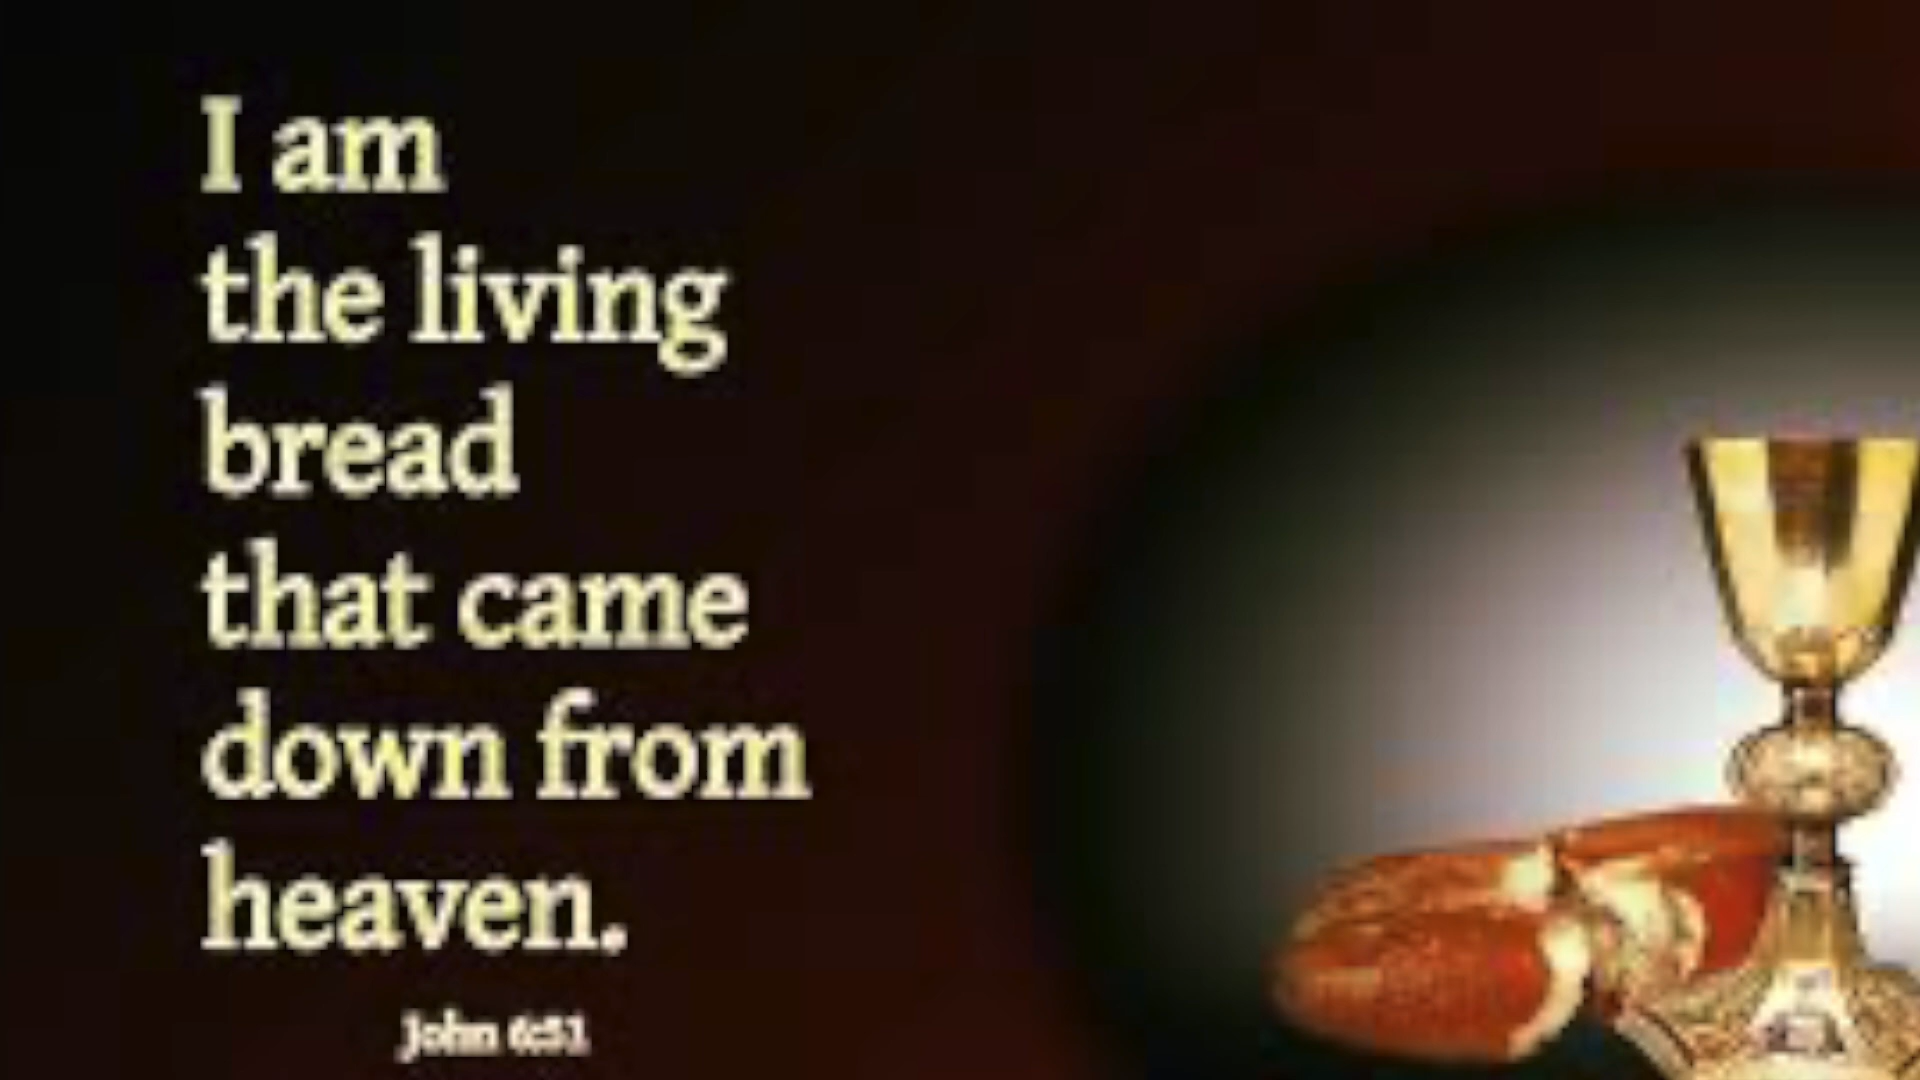 I am
the living
bread
that came
down from
heaven.
John 6:51